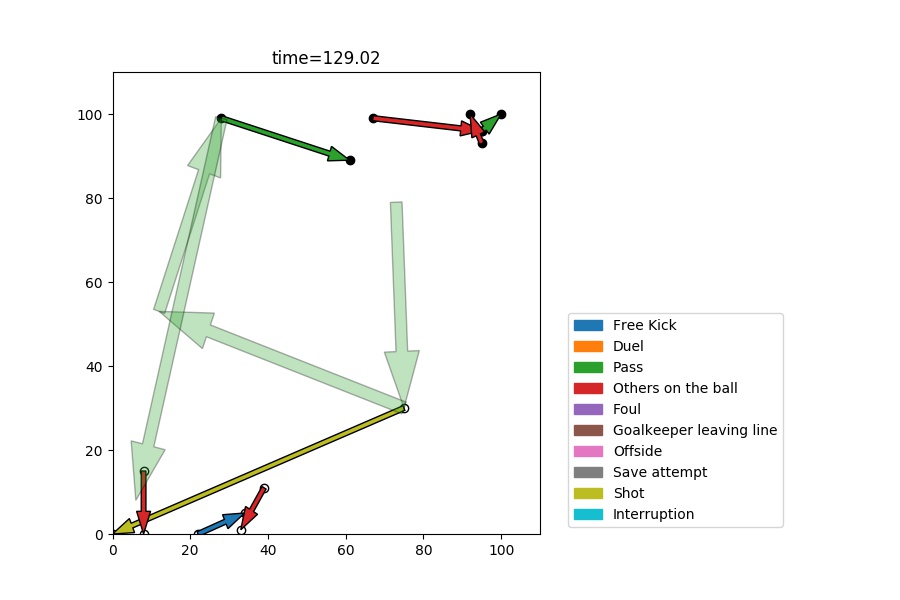 time=129.02
100
80
60
40
20
0
0 20 40 60 80 100
Free Kick
Duel
Pass
Others on the ball
Foul
Goalkeeper leaving line
Offside
Save attempt
Shot
Interruption